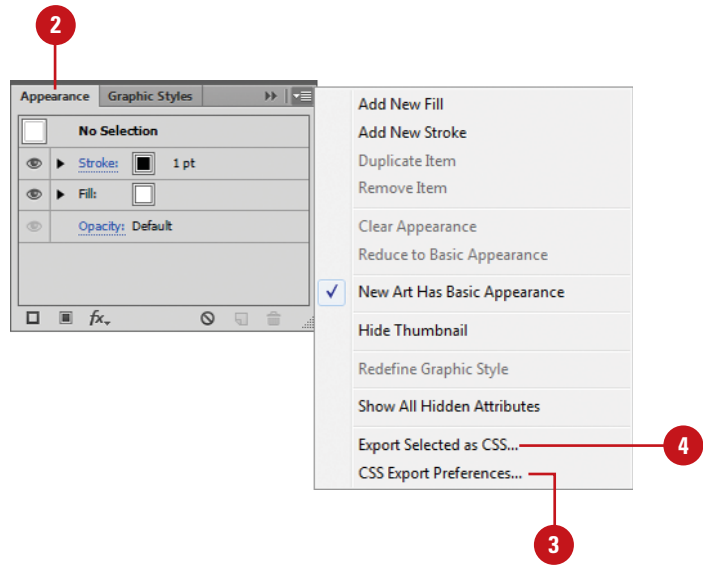 2
Appearance Graphic Styles
No Selection
Stroke: 1 pt
Fill:
Opacity: Default
fx
Add New Fill
Add New Stroke
Duplicate Item
Remove Item
Clear Appearance
Reduce to Basic Appearance
New Art Has Basic Appearance
Hide Thumbnail
Redefine Graphic Style
Show All Hidden Attributes
Export Selected as CSS...
4
CSS Export Preferences...
3